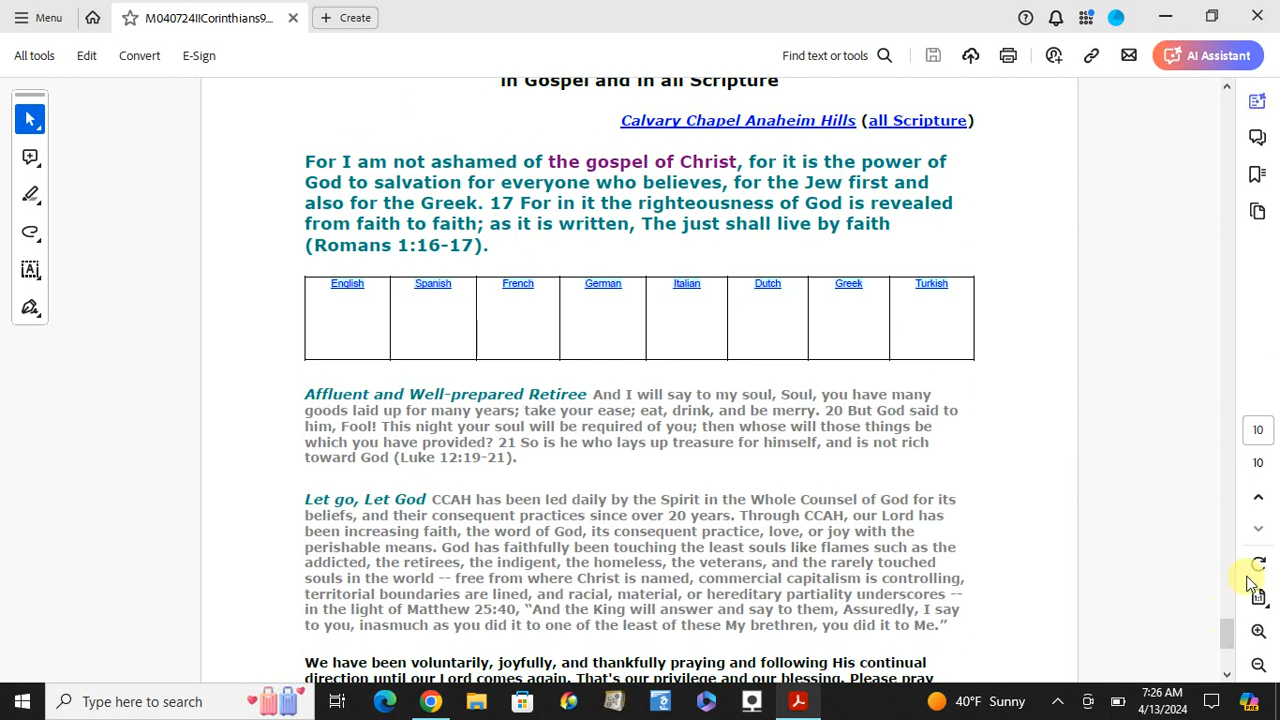 Menu
M040724IICorinthians9...
Create
All tools
Edit
Convert
E-Sign
Find text or tools
AI Assistant
in Gospel and in all Scripture
Calvary Chapel Anaheim Hills (all Scripture)
For I am not ashamed of the gospel of Christ, for it is the power of
God to salvation for everyone who believes, for the Jew first and
also for the Greek. 17 For in it the righteousness of God is revealed
from faith to faith; as it is written, The just shall live by faith
(Romans 1:16-17).
English Spanish French German Italian Dutch Greek Turkish
Affluent and Well-prepared Retiree And I will say to my soul, Soul, you have many
goods laid up for many years; take your ease; eat, drink, and be merry. 20 But God said to
him, Fool! This night your soul will be required of you; then whose will those things be
which you have provided? 21 So is he who lays up treasure for himself, and is not rich
toward God (Luke 12:19-21).
Let go, Let God CCAH has been led daily by the Spirit in the Whole Counsel of God for its
beliefs, and their consequent practices since over 20 years. Through CCAH, our Lord has
been increasing faith, the word of God, its consequent practice, love, or joy with the
perishable means. God has faithfully been touching the least souls like flames such as the
addicted, the retirees, the indigent, the homeless, the veterans, and the rarely touched
souls in the world -- free from where Christ is named, commercial capitalism is controlling,
territorial boundaries are lined, and racial, material, or hereditary partiality underscores --
in the light of Matthew 25:40, “And the King will answer and say to them, Assuredly, I say
to you, inasmuch as you did it to one of the least of these My brethren, you did it to Me.”
We have been voluntarily, joyfully, and thankfully praying and following His continual
direction until our Lord comes again. That's our privilege and our blessing. Please pray
10
10
Type here to search
40°F Sunny
7:26 AM
4/13/2024